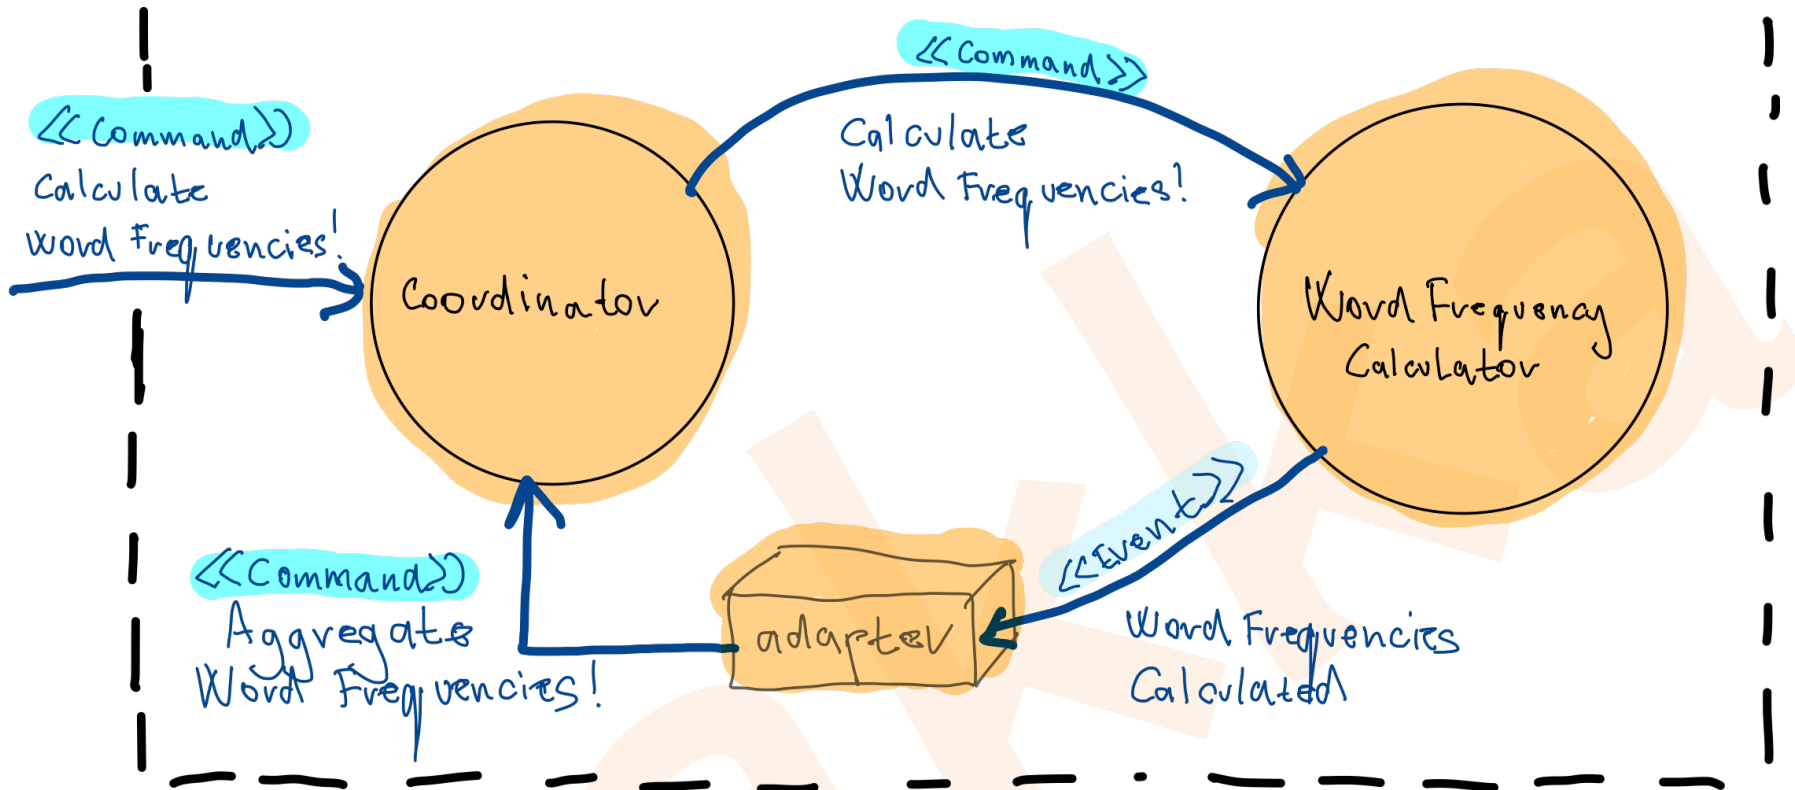 <<Command>>
Calculate
Word Frequencies!
Coordinator
<<Command>>
Calculate
Word Frequencies!
Word Frequency
Calculator
<<Event>>
Word Frequencies
Calculated
adapter
<<Command>>
Aggregate
Word Frequencies!